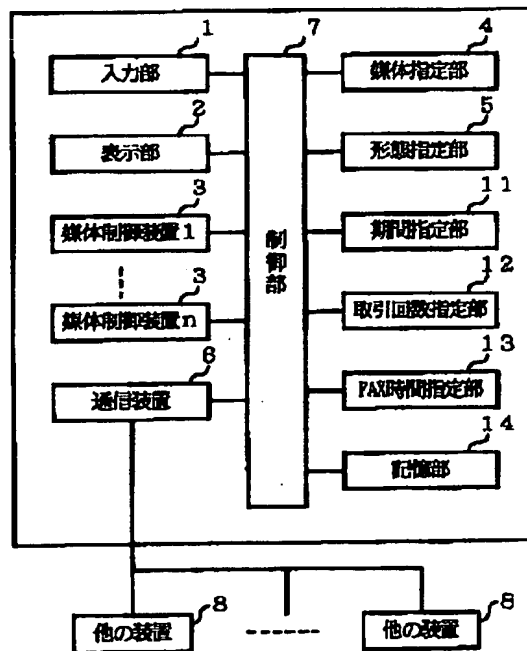 1
入力部
2
表示部
3
媒体制御装置1
3
媒体制御装置n
6
通信装置
7
制御部
4
媒体指定部
5
形態指定部
11
期間指定部
12
取引回数指定部
13
FAX時間指定部
14
記憶部
他の装置
8
他の装置
8